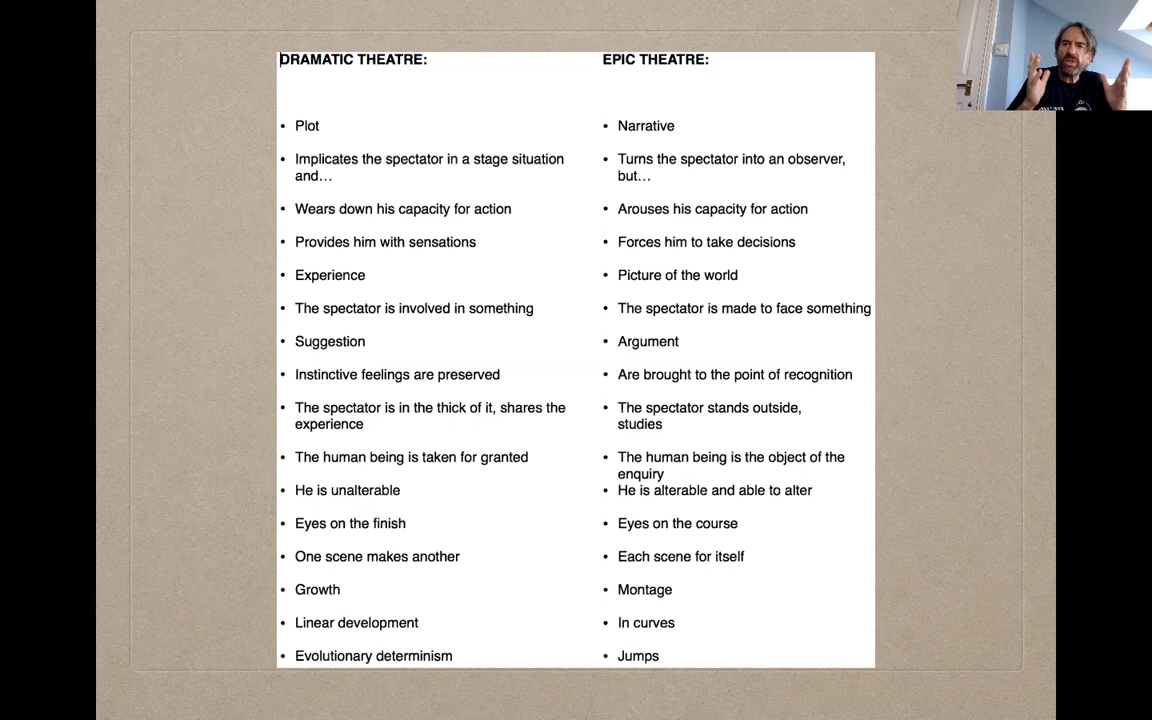 DRAMATIC THEATRE:
• Plot
• Implicates the spectator in a stage situation
and…
• Wears down his capacity for action
• Provides him with sensations
• Experience
• The spectator is involved in something
• Suggestion
• Instinctive feelings are preserved
• The spectator is in the thick of it, shares the
experience
• The human being is taken for granted
• He is unalterable
• Eyes on the finish
• One scene makes another
• Growth
• Linear development
• Evolutionary determinism
EPIC THEATRE:
• Narrative
• Turns the spectator into an observer,
but…
• Arouses his capacity for action
• Forces him to take decisions
• Picture of the world
• The spectator is made to face something
• Argument
• Are brought to the point of recognition
• The spectator stands outside,
studies
• The human being is the object of the
enquiry
• He is alterable and able to alter
• Eyes on the course
• Each scene for itself
• Montage
• In curves
• Jumps